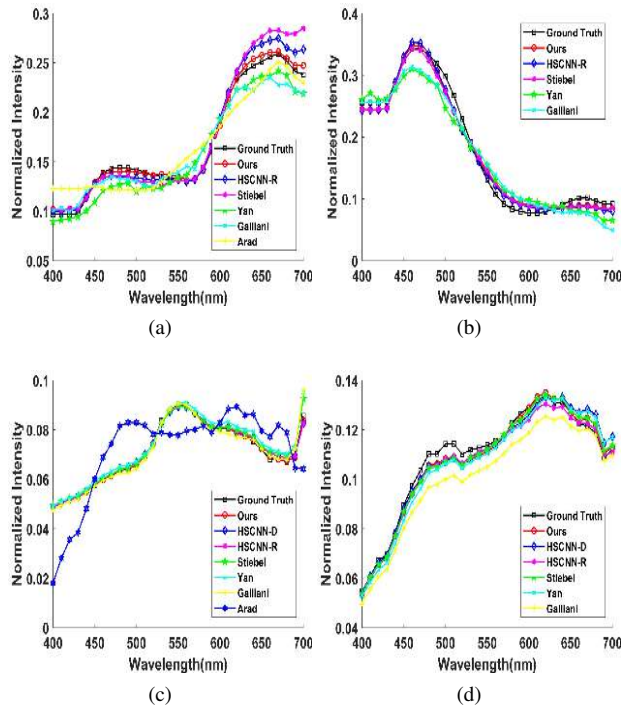 0.3
0.25
0.2
0.15
0.1
0.05
400 450 500 550 600 650 700
Normalized Intensity
Wavelength(nm)
Ground Truth
Ours
HSCNN-R
Stiebel
Yan
Galliani
Arad
(a)
0.4
0.3
0.2
0.1
0
400 450 500 550 600 650 700
Normalized Intensity
Wavelength(nm)
Ground Truth
Ours
HSCNN-R
Stiebel
Yan
Galliani
(b)
0.1
0.08
0.06
0.04
0.02
0
400 450 500 550 600 650 700
Normalized Intensity
Wavelength(nm)
Ground Truth
Ours
HSCNN-D
HSCNN-R
Stiebel
Yan
Galliani
Arad
(c)
0.14
0.12
0.1
0.08
0.06
0.04
400 450 500 550 600 650 700
Normalized Intensity
Wavelength(nm)
Ground Truth
Ours
HSCNN-D
HSCNN-R
Stiebel
Yan
Galliani
(d)